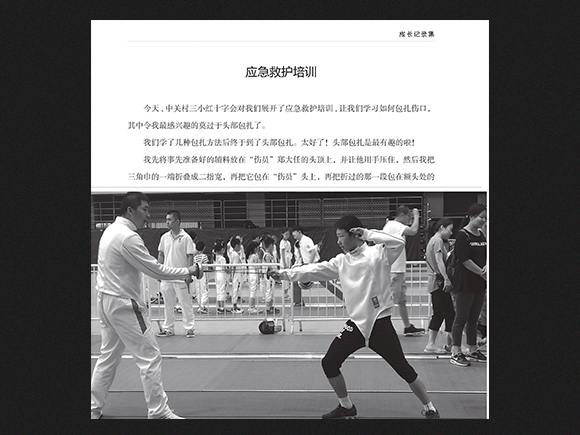 成长记录集
应急救护培训
今天，中关村三小红十字会对我们展开了应急救护培训，让我们学习如何包扎伤口，
其中令我最感兴趣的莫过于头部包扎了。
我们学了几种包扎方法后终于到了头部包扎。太好了！头部包扎是最有趣的啦！
我先将事先准备好的辅料放在“伤员”郑大任的头顶上，并让他用手压住，然后我把
三角巾的一端折叠成二指宽，再把它包在“伤员”头上，再把折过的那一段包在额头处的